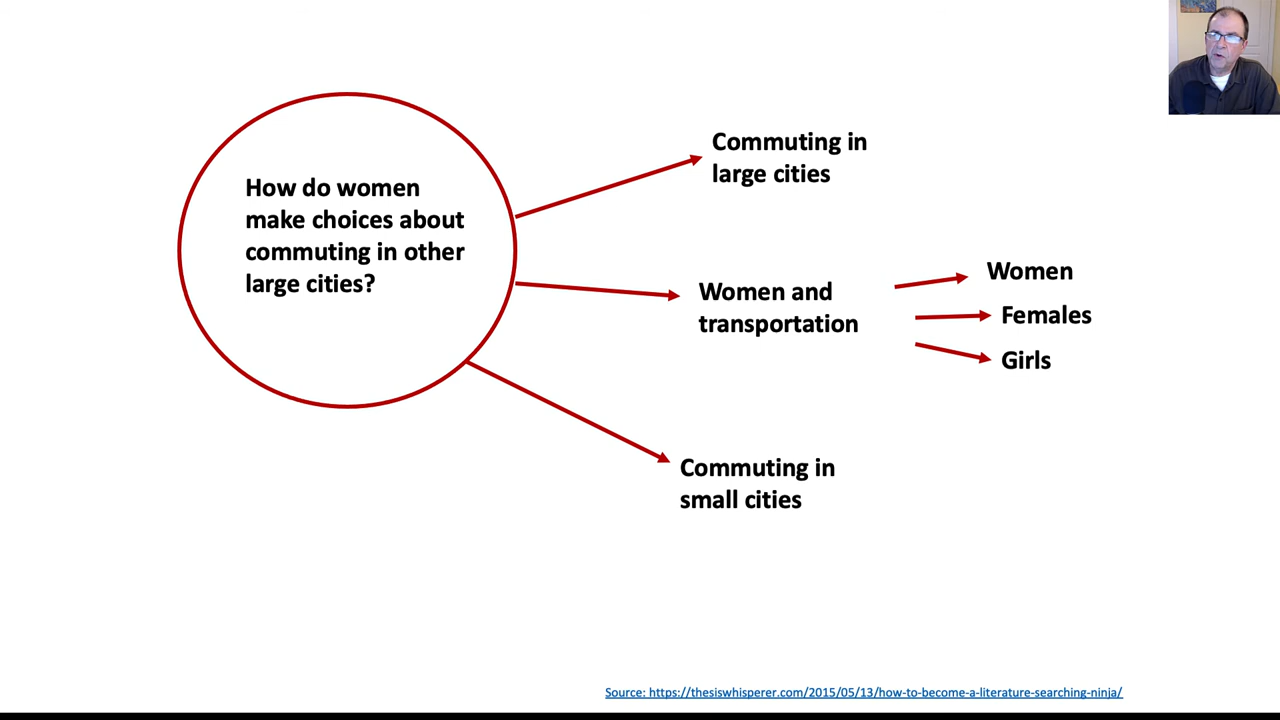 How do women
make choices about
commuting in other
large cities?
Commuting in
large cities
Women and
transportation
Women
Females
Girls
Commuting in
small cities
Source: https://thesiswhisperer.com/2015/05/13/how-to-become-a-literature-searching-ninja/